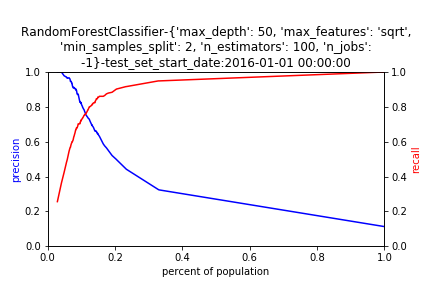 RandomForestClassifier-{'max_depth': 50, 'max_features': 'sqrt',
'min_samples_split': 2, 'n_estimators': 100, 'n_jobs':
-1}-test_set_start_date:2016-01-01 00:00:00
1.0 1.0
0.8 0.8
0.6 0.6
precision recall
0.4 0.4
0.2 0.2
0.0 0.0
0.0 0.2 0.4 0.6 0.8 1.0
percent of population